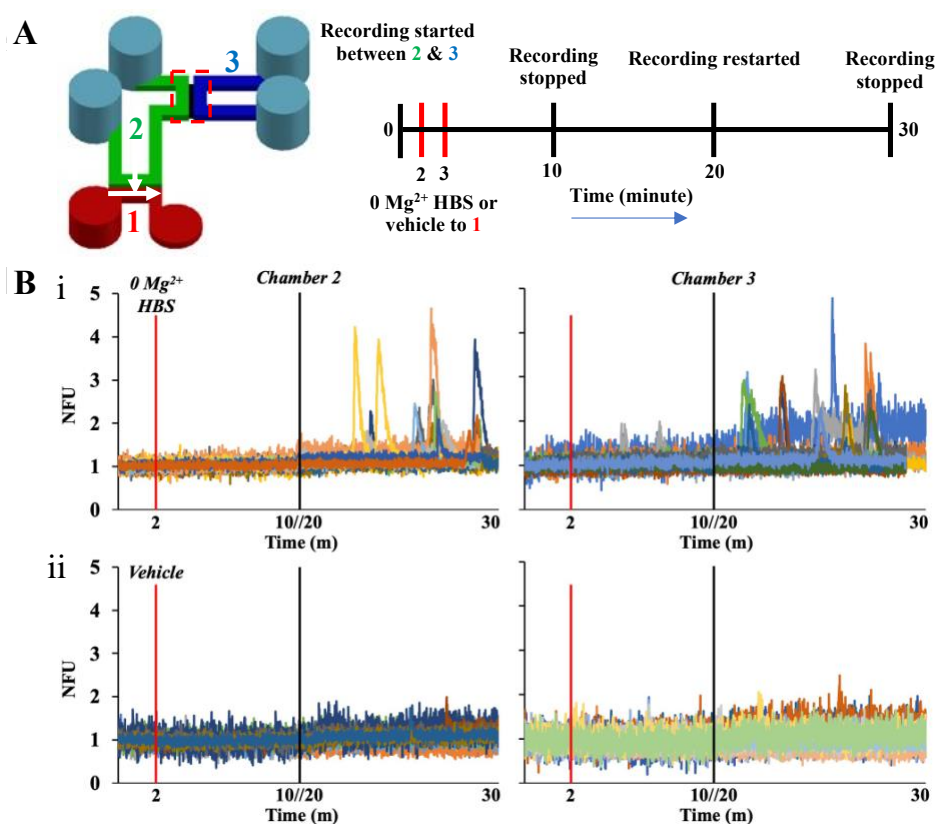 A
3
2
1
Recording started
between 2 & 3
Recording
stopped
Recording restarted
Recording
stopped
0
30
2
3
10
20
0 Mg²⁺ HBS or
vehicle to 1
Time (minute)
B
i
0 Mg²⁺
HBS
Chamber 2
Chamber 3
5
4
3
2
1
0
NFU
2
10//20
30
Time (m)
2
10//20
30
Time (m)
ii
Vehicle
5
4
3
2
1
0
NFU
2
10//20
30
Time (m)
2
10//20
30
Time (m)